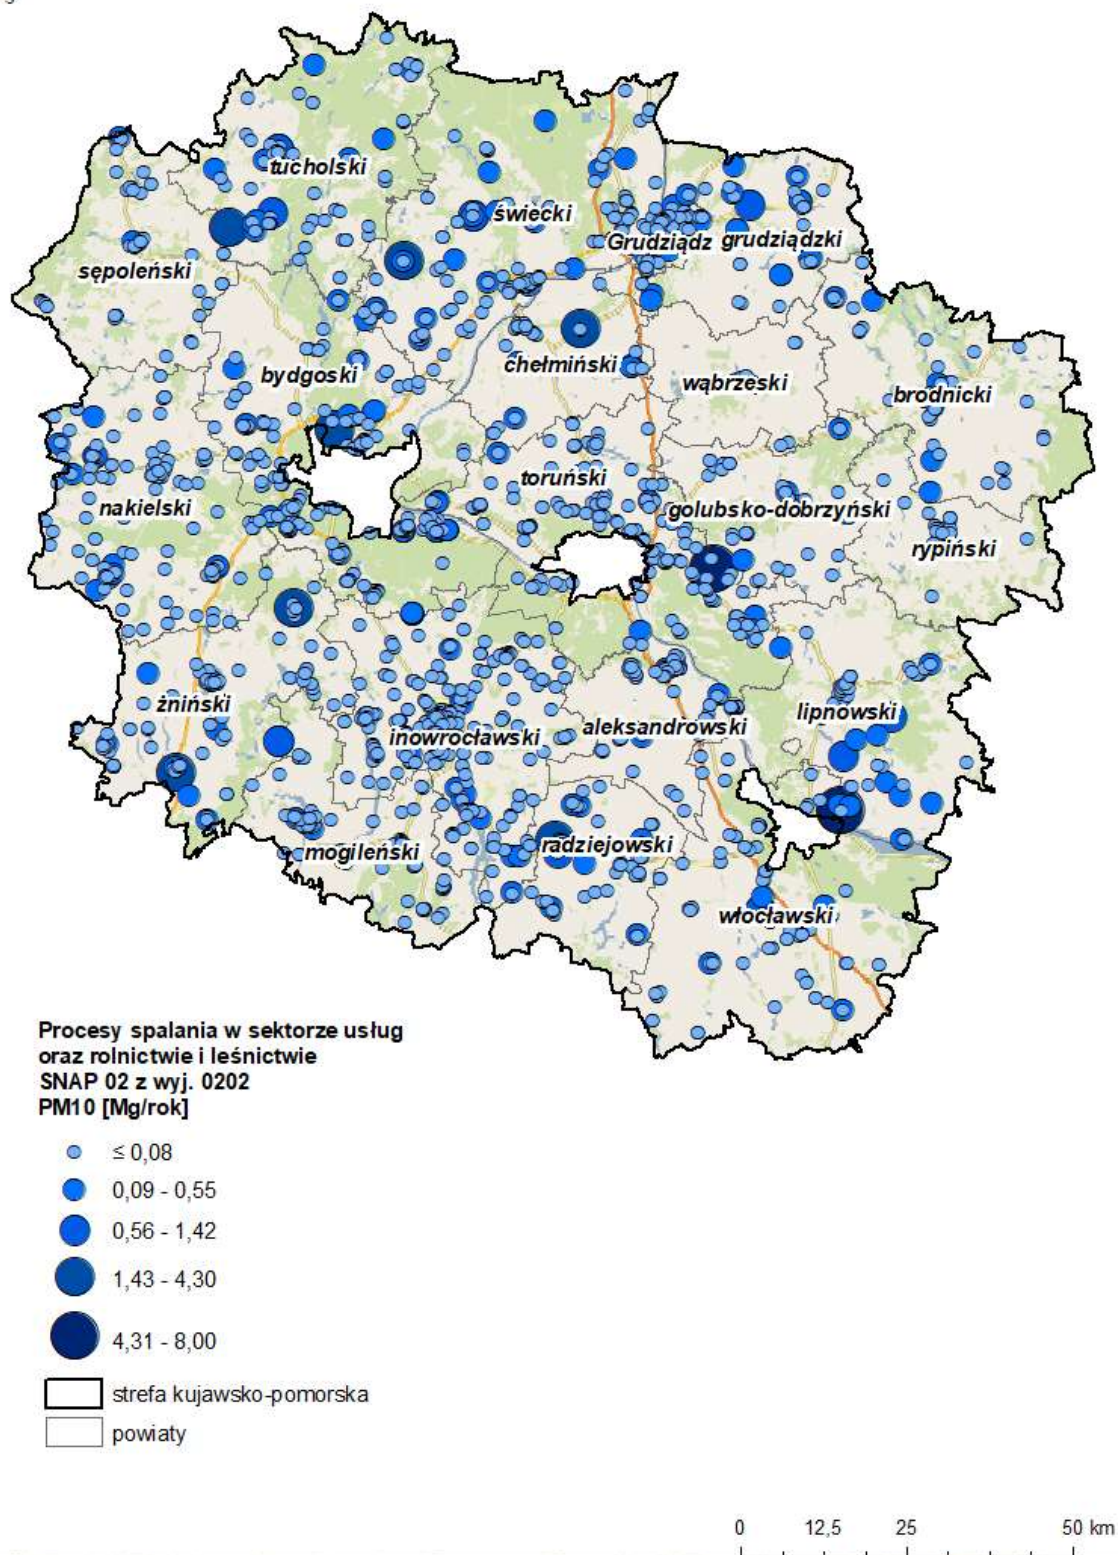 tucholski
świecki
Grudziądz grudziądzki
sępoleński
chełmiński
bydgoski
wąbrzeski
brodnicki
toruński
nakielski
golubsko-dobrzyński
rypiński
żniński
lipnowski
aleksandrowski
inowrocławski
radziejowski
mogileński
włocławski
Procesy spalania w sektorze usług
oraz rolnictwie i leśnictwie
SNAP 02 z wyj. 0202
PM10 [Mg/rok]
≤ 0,08
0,09 - 0,55
0,56 - 1,42
1,43 - 4,30
4,31 - 8,00
strefa kujawsko-pomorska
powiaty
0 12,5 25 50 km